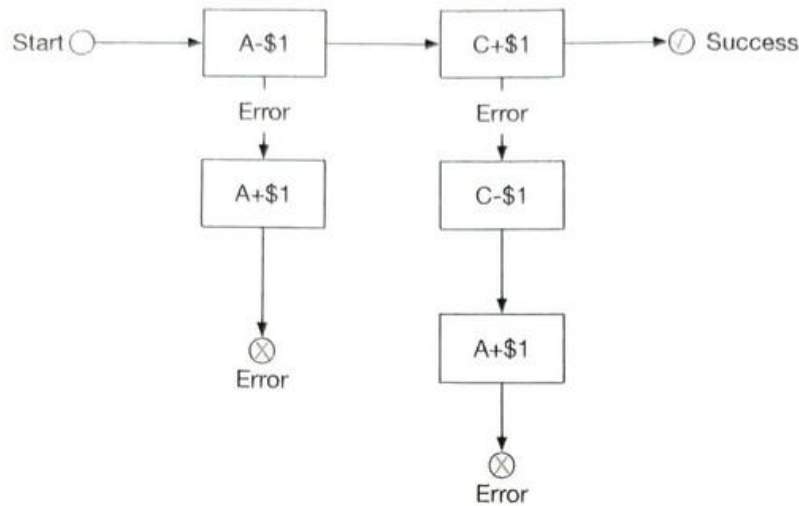 Start
A-$1
C+$1
Success
Error
Error
A+$1
C-$1
A+$1
Error
Error